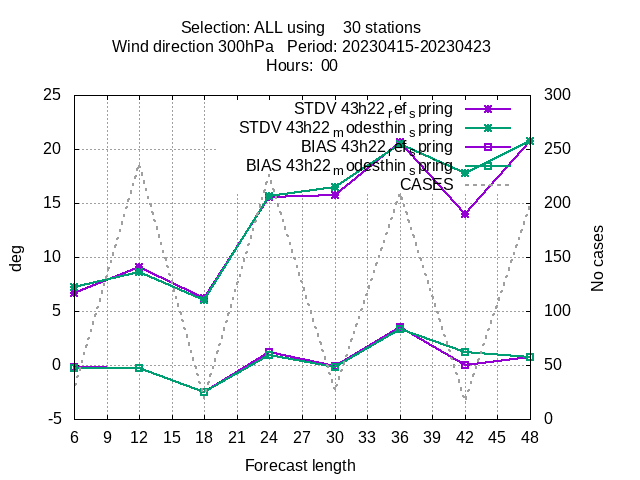 Selection: ALL using    30 stations
Wind direction 300hPa   Period: 20230415-20230423
Hours:  00
STDV 43h22_ref_spring
STDV 43h22_modesthin_spring
BIAS 43h22_ref_spring
BIAS 43h22_modesthin_spring
CASES
25
20
15
10
5
0
-5
deg
300
250
200
150
100
50
0
No cases
6 9 12 15 18 21 24 27 30 33 36 39 42 45 48
Forecast length